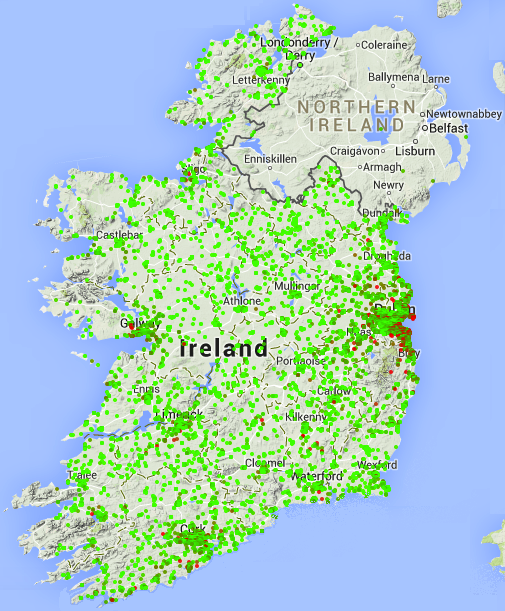 Coleraine
Londonderry /
Derry
Letterkenny
Ballymena
Larne
NORTHERN
IRELAND
Newtownabbey
Belfast
Craigavon
Lisburn
Enniskillen
Armagh
Sligo
Newry
Dundalk
Castlebar
Drogheda
Mullingar
Athlone
Dublin
Galway
Naas
Ireland
Bray
Portlaoise
Ennis
Carlow
Limerick
Kilkenny
Tralee
Clonmel
Wexford
Waterford
Cork